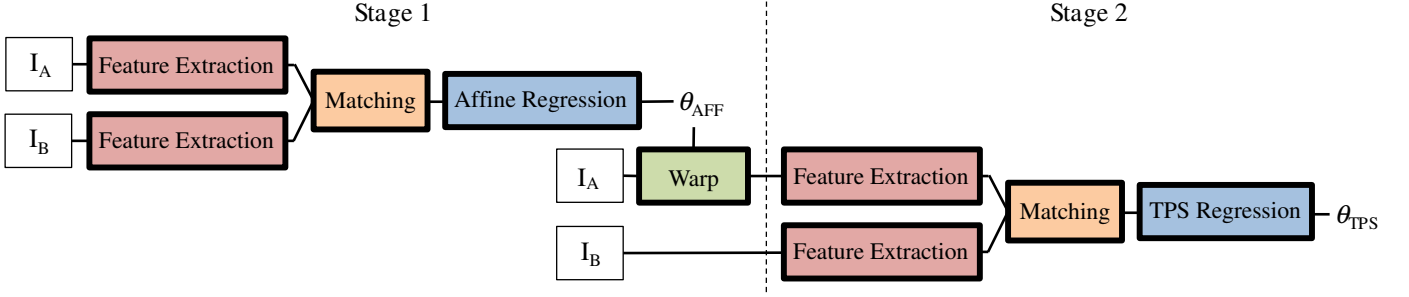 Stage 1
Stage 2
I_A
Feature Extraction
Matching
Affine Regression
θ_AFF
I_B
Feature Extraction
I_A
Warp
Feature Extraction
Matching
TPS Regression
θ_TPS
I_B
Feature Extraction